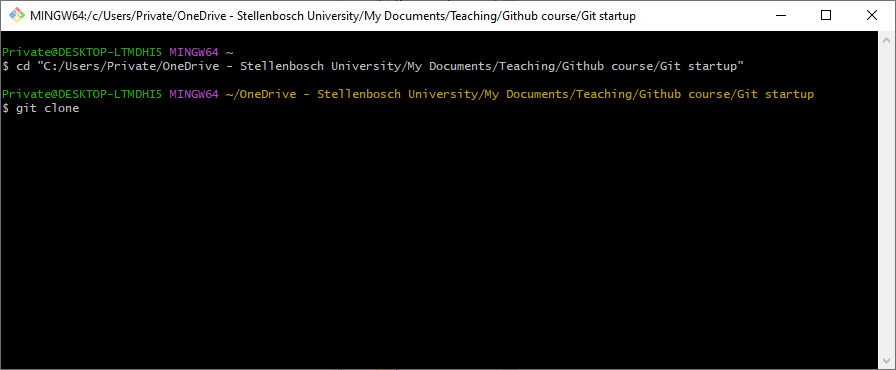 MINGW64:/c/Users/Private/OneDrive - Stellenbosch University/My Documents/Teaching/Github course/Git startup
Private@DESKTOP-LTMDHI5 MINGW64 ~
$ cd "C:/Users/Private/OneDrive - Stellenbosch University/My Documents/Teaching/Github course/Git startup"
Private@DESKTOP-LTMDHI5 MINGW64 ~/OneDrive - Stellenbosch University/My Documents/Teaching/Github course/Git startup
$ git clone